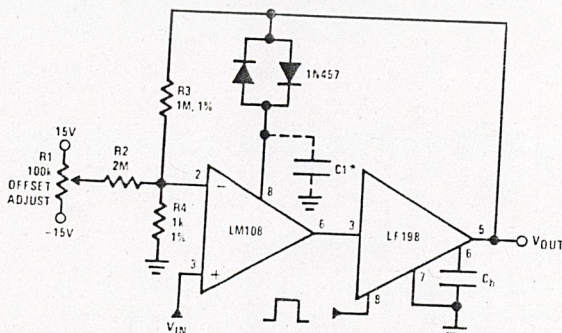 1N457
R3
1M, 1%
15V
R1
100k
OFFSET
ADJUST
-15V
R2
2M
2
8
C1*
R4
1k
1%
LM108
6
3
LF198
5
VOUT
6
7
Ch
3
VIN
8